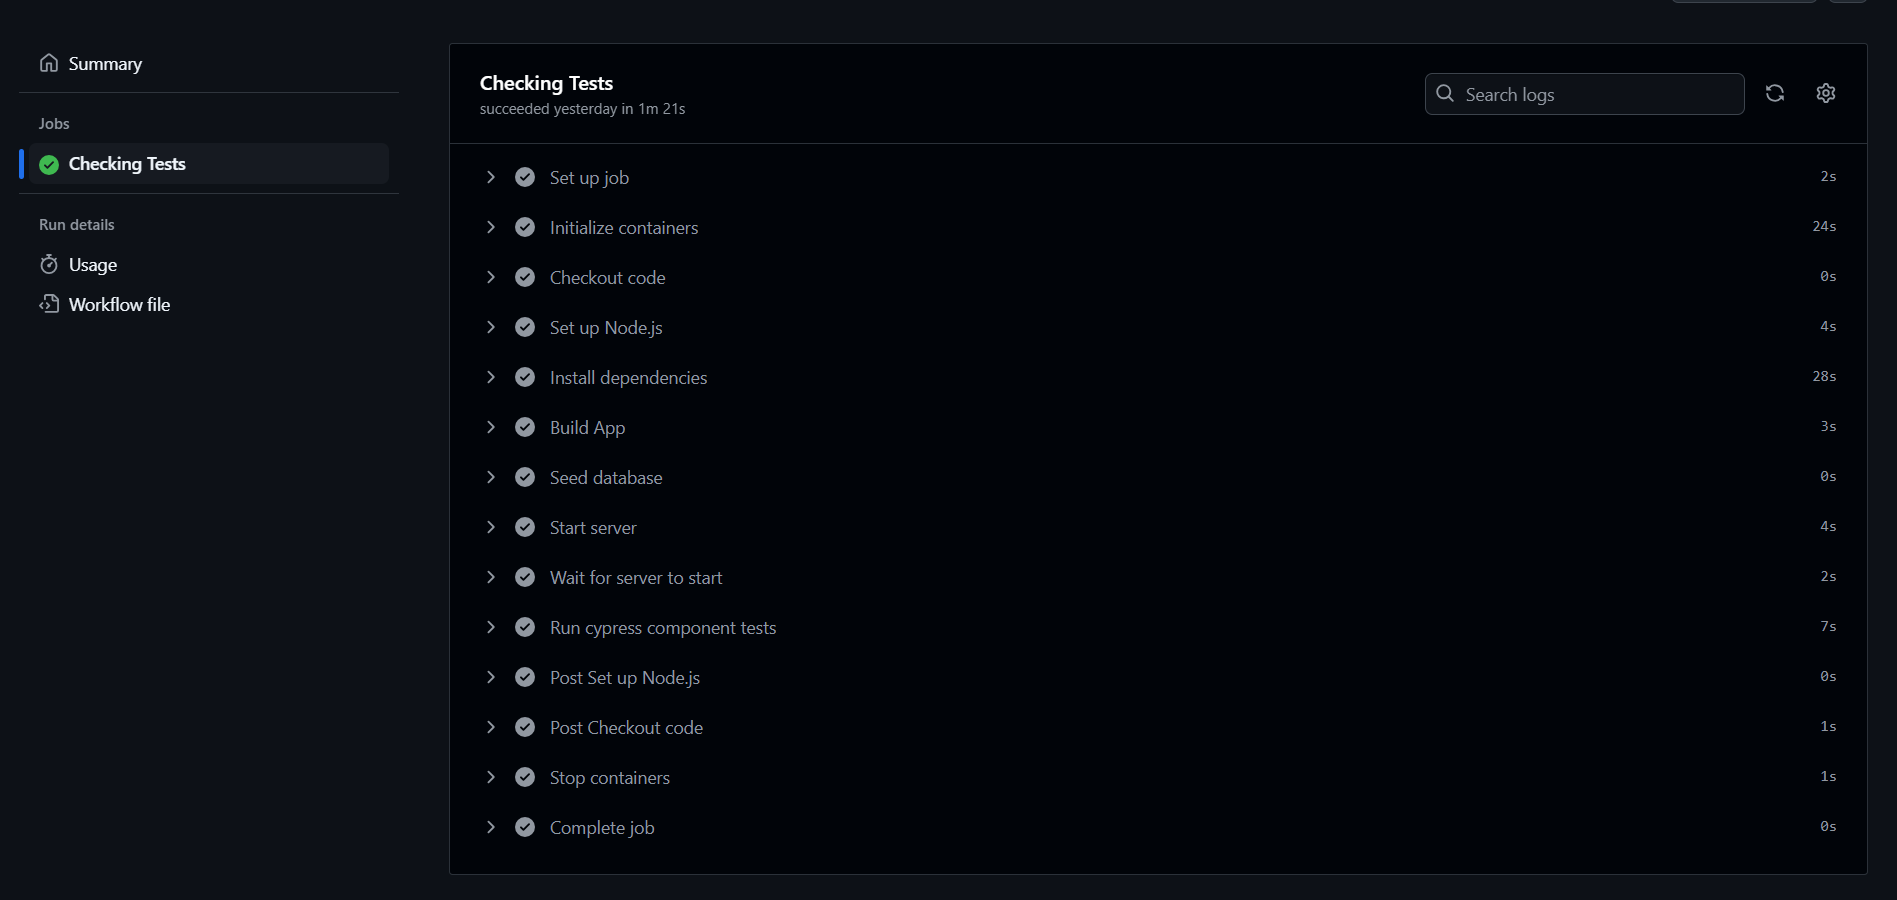 Summary
Jobs
Checking Tests
Run details
Usage
Workflow file
Checking Tests
succeeded yesterday in 1m 21s
Search logs
Set up job 2s
Initialize containers 24s
Checkout code 0s
Set up Node.js 4s
Install dependencies 28s
Build App 3s
Seed database 0s
Start server 4s
Wait for server to start 2s
Run cypress component tests 7s
Post Set up Node.js 0s
Post Checkout code 1s
Stop containers 1s
Complete job 0s